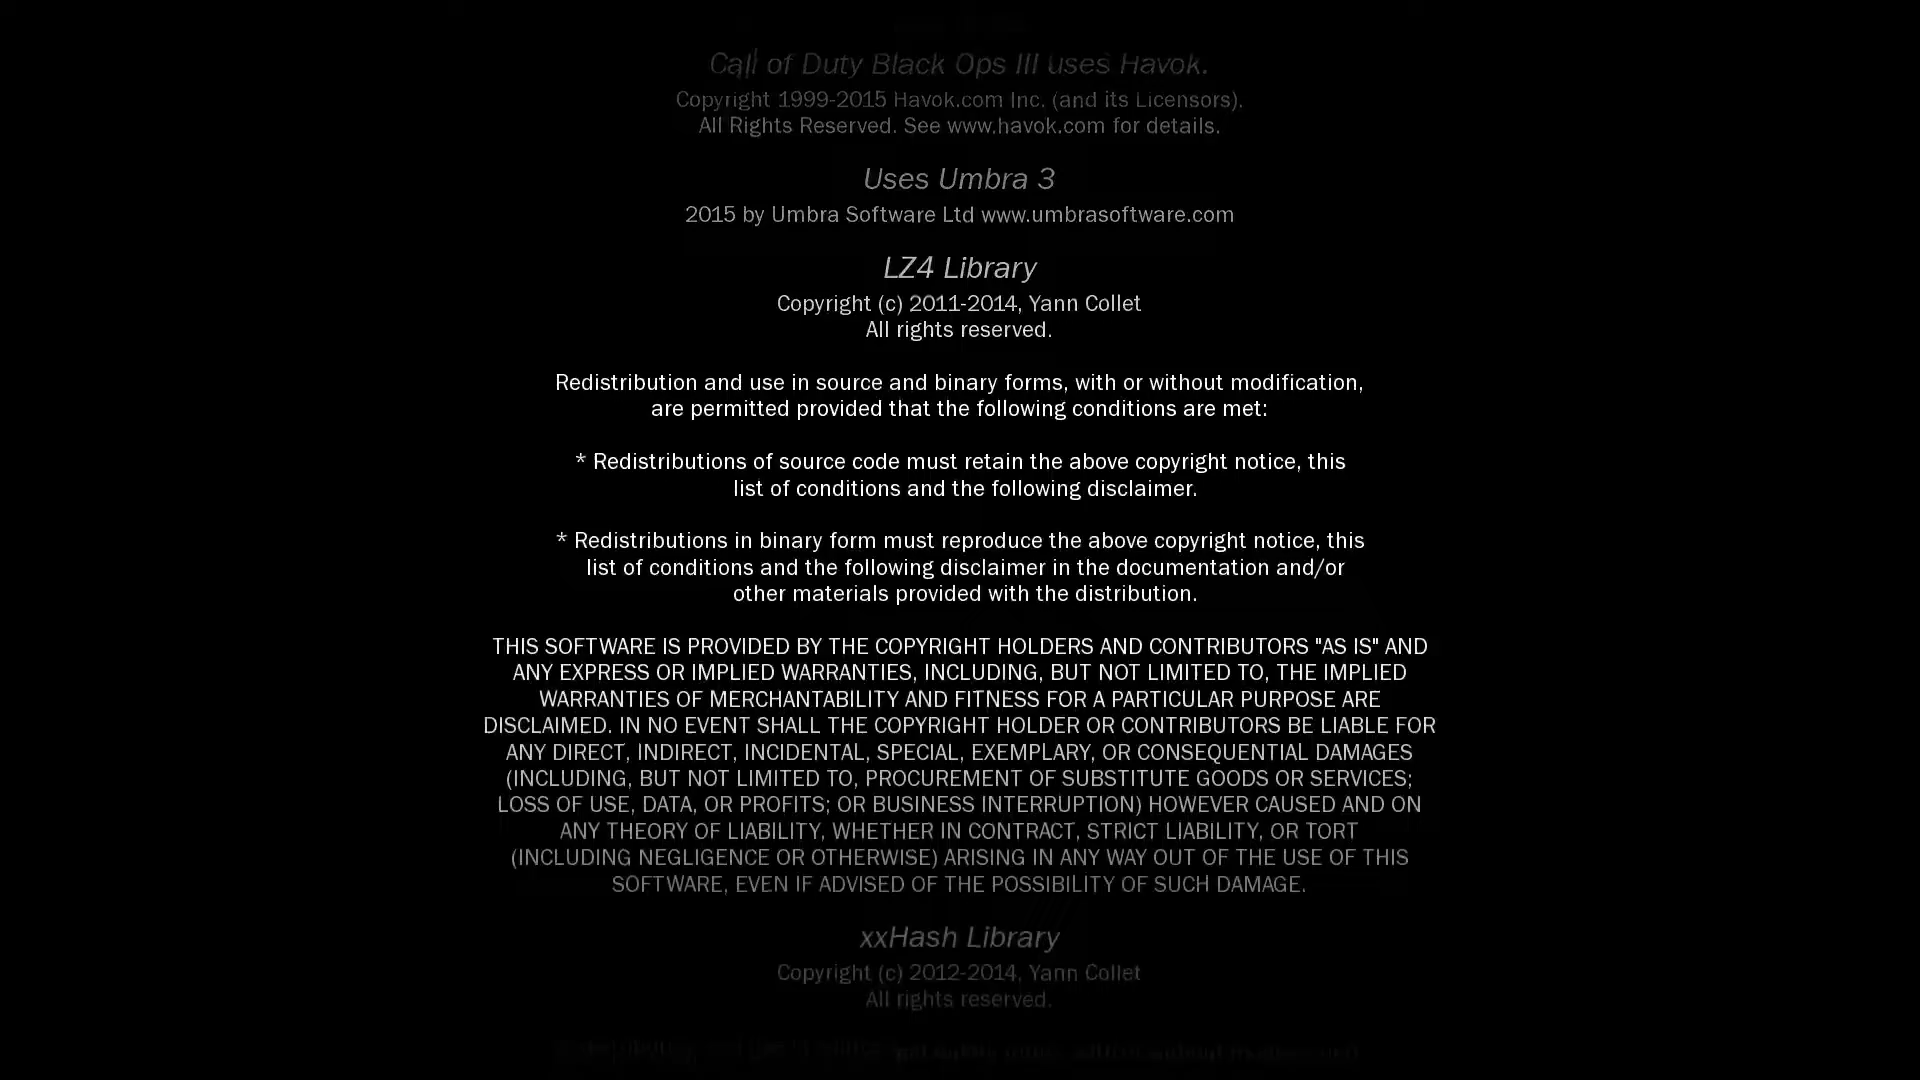 Call of Duty Black Ops III uses Havok.
Copyright 1999-2015 Havok.com Inc. (and its Licensors).
All Rights Reserved. See www.havok.com for details.
Uses Umbra 3
2015 by Umbra Software Ltd www.umbrasoftware.com
LZ4 Library
Copyright (c) 2011-2014, Yann Collet
All rights reserved.
Redistribution and use in source and binary forms, with or without modification,
are permitted provided that the following conditions are met:
* Redistributions of source code must retain the above copyright notice, this
list of conditions and the following disclaimer.
* Redistributions in binary form must reproduce the above copyright notice, this
list of conditions and the following disclaimer in the documentation and/or
other materials provided with the distribution.
THIS SOFTWARE IS PROVIDED BY THE COPYRIGHT HOLDERS AND CONTRIBUTORS "AS IS" AND
ANY EXPRESS OR IMPLIED WARRANTIES, INCLUDING, BUT NOT LIMITED TO, THE IMPLIED
WARRANTIES OF MERCHANTABILITY AND FITNESS FOR A PARTICULAR PURPOSE ARE
DISCLAIMED. IN NO EVENT SHALL THE COPYRIGHT HOLDER OR CONTRIBUTORS BE LIABLE FOR
ANY DIRECT, INDIRECT, INCIDENTAL, SPECIAL, EXEMPLARY, OR CONSEQUENTIAL DAMAGES
(INCLUDING, BUT NOT LIMITED TO, PROCUREMENT OF SUBSTITUTE GOODS OR SERVICES;
LOSS OF USE, DATA, OR PROFITS; OR BUSINESS INTERRUPTION) HOWEVER CAUSED AND ON
ANY THEORY OF LIABILITY, WHETHER IN CONTRACT, STRICT LIABILITY, OR TORT
(INCLUDING NEGLIGENCE OR OTHERWISE) ARISING IN ANY WAY OUT OF THE USE OF THIS
SOFTWARE, EVEN IF ADVISED OF THE POSSIBILITY OF SUCH DAMAGE.
xxHash Library
Copyright (c) 2012-2014, Yann Collet
All rights reserved.